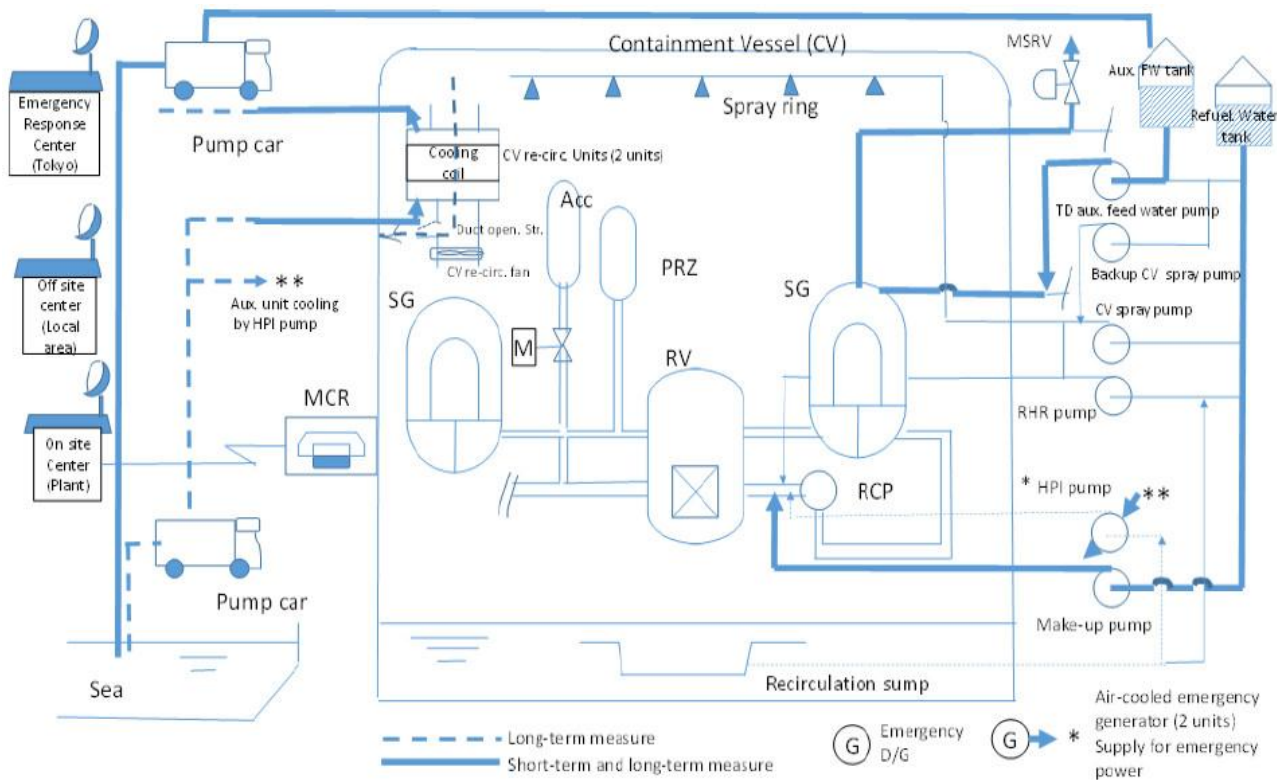 Containment Vessel (CV)
MSRV
Aux. FW tank
Refuel. Water
tank
Emergency
Response
Center
(Tokyo)
Pump car
Spray ring
Cooling
coil
CV re-circ. Units (2 units)
Acc
TD aux. feed water pump
Duct open. Str.
CV re-circ. fan
PRZ
Backup CV spray pump
Off site
center
(Local
area)
**
Aux. unit cooling
by HPI pump
SG
SG
CV spray pump
M
RV
MCR
RHR pump
On site
Center
(Plant)
RCP
* HPI pump
**
Pump car
Make-up pump
Sea
Recirculation sump
Long-term measure
Short-term and long-term measure
G
Emergency
D/G
G
*
Air-cooled emergency
generator (2 units)
Supply for emergency
power